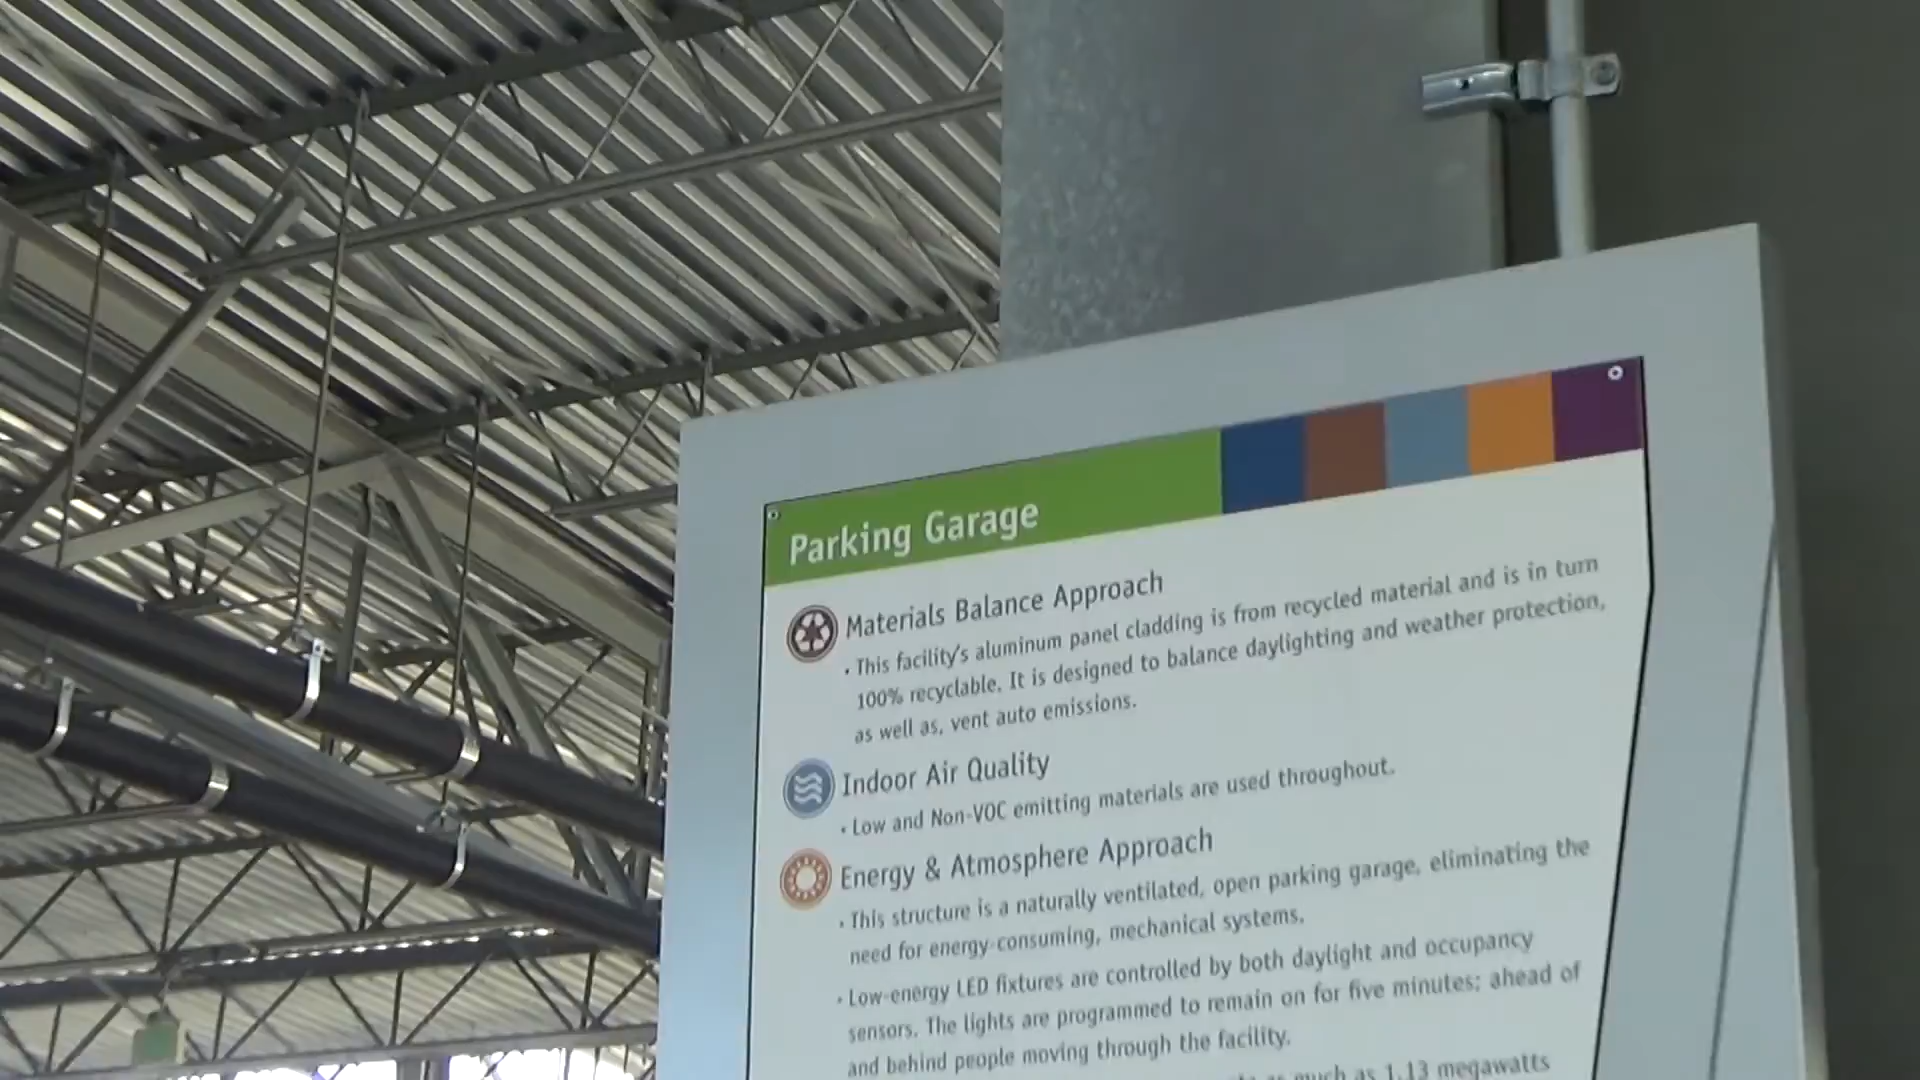 Parking Garage
Materials Balance Approach
• This facility's aluminum panel cladding is from recycled material and is in turn
100% recyclable. It is designed to balance daylighting and weather protection,
as well as, vent auto emissions.
Indoor Air Quality
• Low and Non-VOC emitting materials are used throughout.
Energy & Atmosphere Approach
• This structure is a naturally ventilated, open parking garage, eliminating the
need for energy-consuming, mechanical systems.
• Low-energy LED fixtures are controlled by both daylight and occupancy
sensors. The lights are programmed to remain on for five minutes; ahead of
and behind people moving through the facility.
as much as 1.13 megawatts